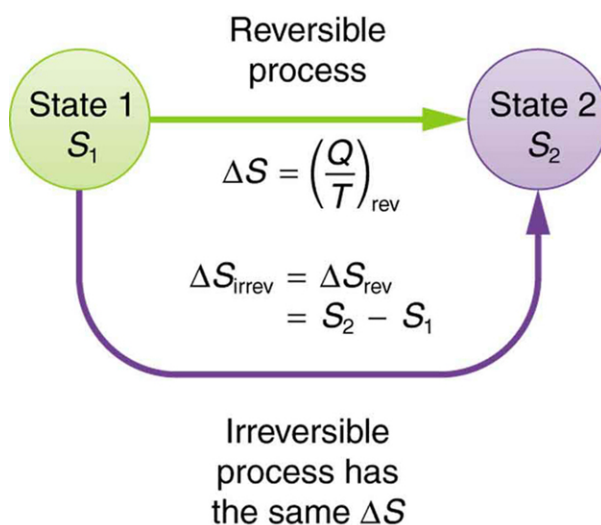 Reversible
process
State 1
S₁
State 2
S₂
ΔS = (Q/T)rev
ΔSirrev = ΔSrev
= S₂ − S₁
Irreversible
process has
the same ΔS